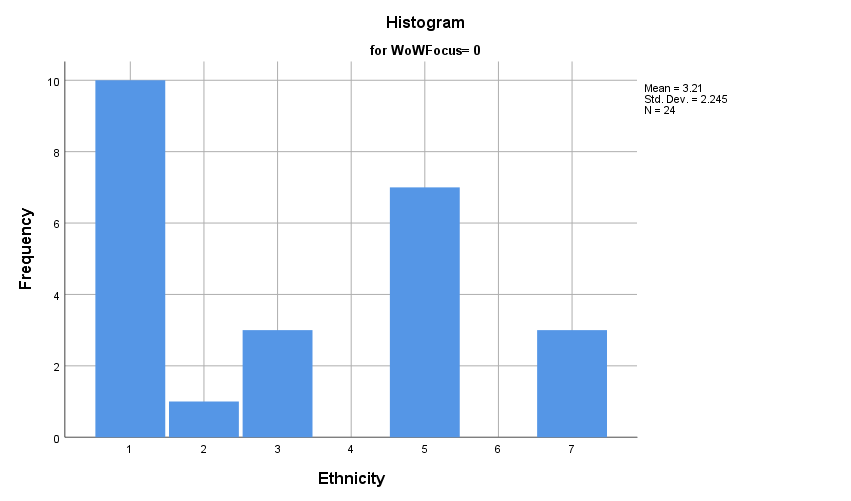 Histogram
for WoWFocus= 0
Mean = 3.21
Std. Dev. = 2.245
N = 24
Frequency
10
8
6
4
2
0
1 2 3 4 5 6 7
Ethnicity